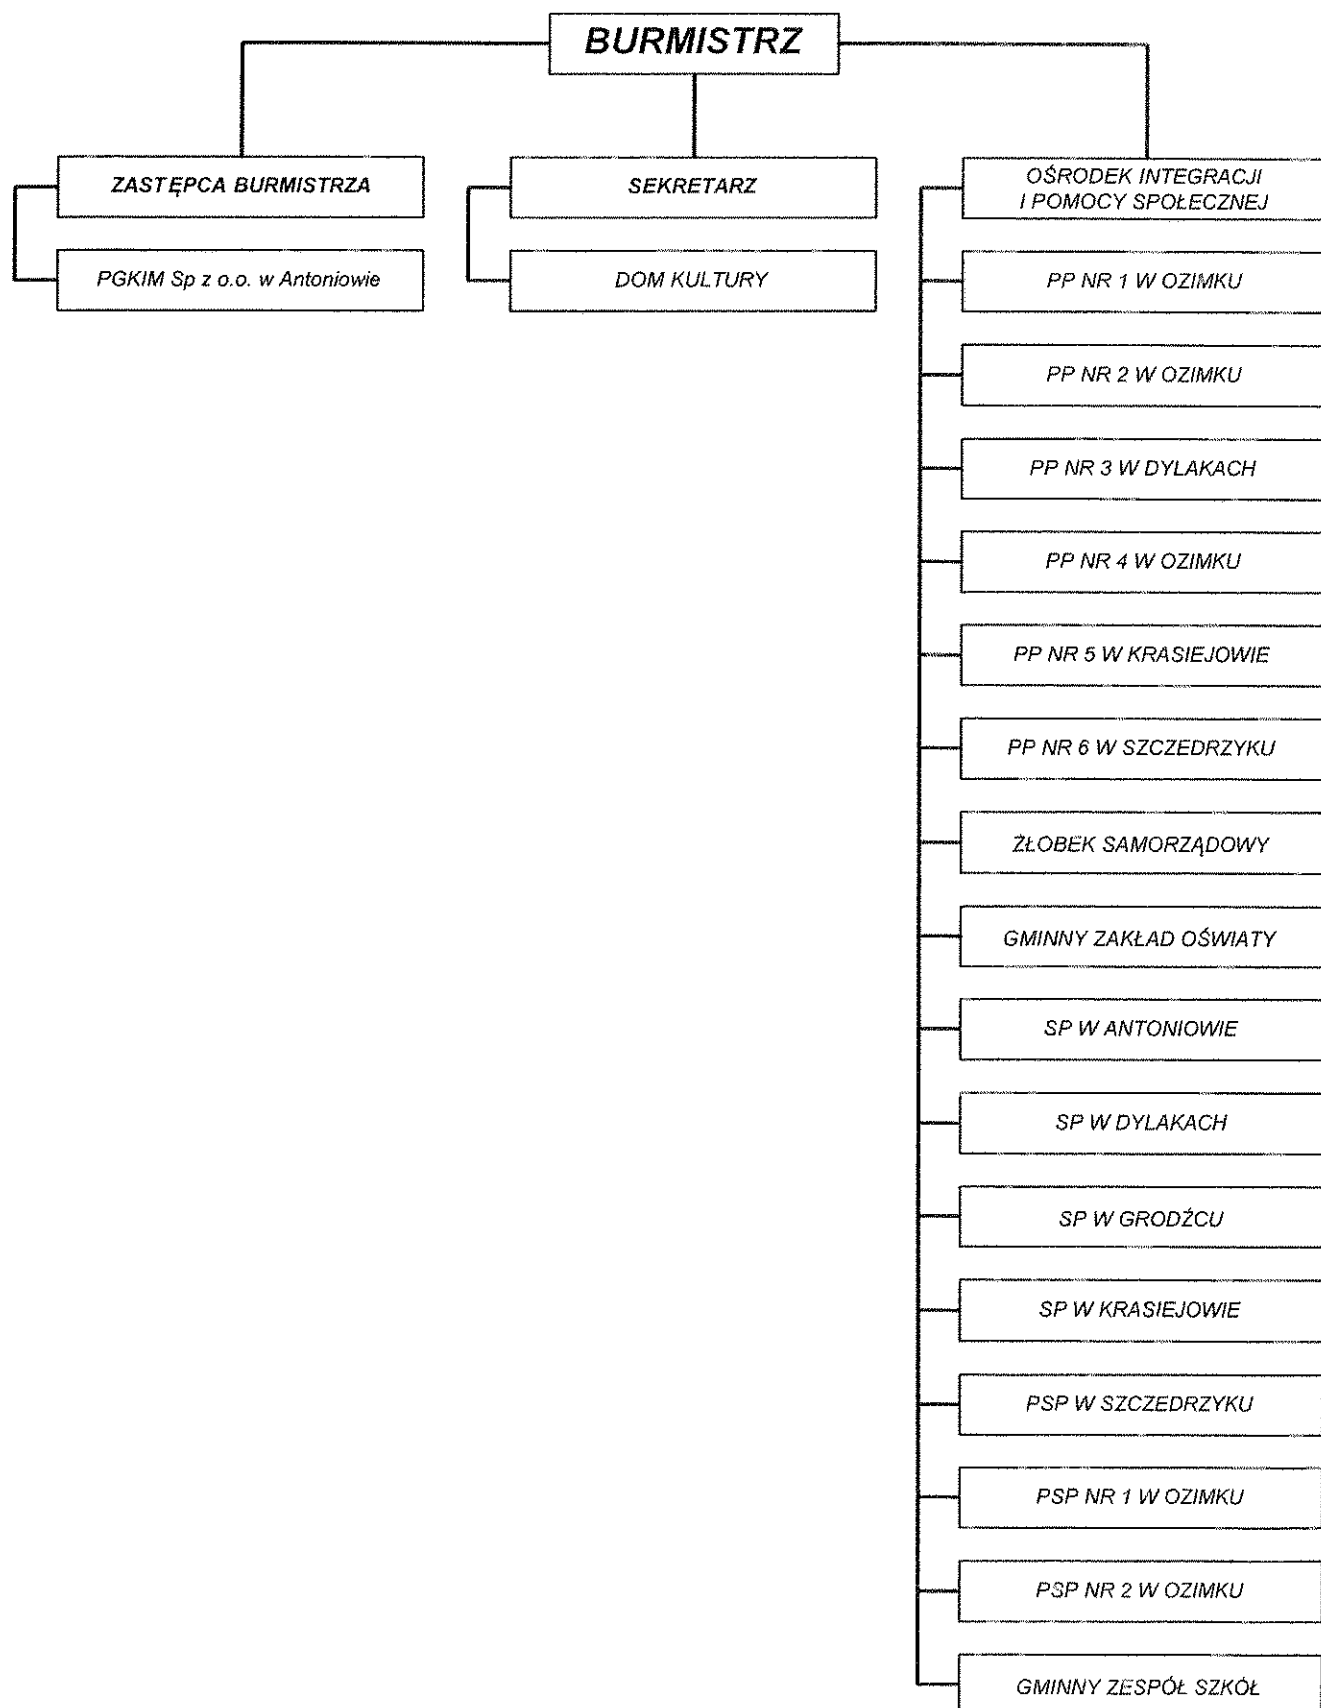 BURMISTRZ
ZASTĘPCA BURMISTRZA
PGKIM Sp z o.o. w Antoniowie
SEKRETARZ
DOM KULTURY
OŚRODEK INTEGRACJI
I POMOCY SPOŁECZNEJ
PP NR 1 W OZIMKU
PP NR 2 W OZIMKU
PP NR 3 W DYLAKACH
PP NR 4 W OZIMKU
PP NR 5 W KRASIEJOWIE
PP NR 6 W SZCZEDRZYKU
ŻŁOBEK SAMORZĄDOWY
GMINNY ZAKŁAD OŚWIATY
SP W ANTONIOWIE
SP W DYLAKACH
SP W GRODŹCU
SP W KRASIEJOWIE
PSP W SZCZEDRZYKU
PSP NR 1 W OZIMKU
PSP NR 2 W OZIMKU
GMINNY ZESPÓŁ SZKÓŁ